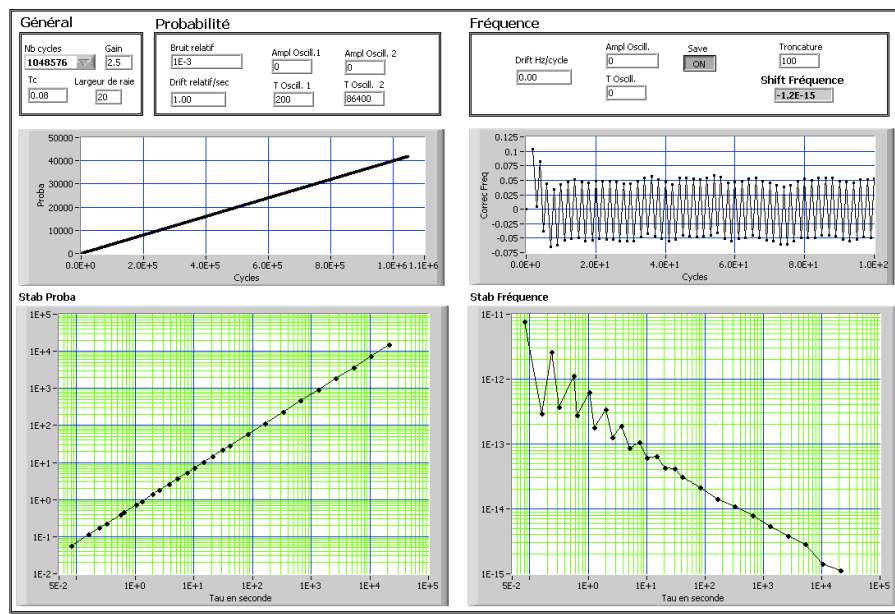 Général
Nb cycles
1048576
Gain
2.5
Tc
0.08
Largeur de raie
20
Probabilité
Bruit relatif
1E-3
Ampl Oscill.1
0
Ampl Oscill. 2
0
Drift relatif/sec
1.00
T Oscill. 1
200
T Oscill. 2
86400
Fréquence
Drift Hz/cycle
0.00
Ampl Oscill.
0
T Oscill.
0
Save
ON
Troncature
100
Shift Fréquence
-1.2E-15
Proba
50000
40000
30000
20000
10000
0
0.0E+0 2.0E+5 4.0E+5 6.0E+5 8.0E+5 1.0E+6 1.1E+6
Cycles
Correc Freq
0.125
0.1
0.075
0.05
0.025
0
-0.025
-0.05
-0.075
0.0E+0 2.0E+1 4.0E+1 6.0E+1 8.0E+1 1.0E+2
Cycles
Stab Proba
1E+5
1E+4
1E+3
1E+2
1E+1
1E+0
1E-1
1E-2
5E-2 1E+0 1E+1 1E+2 1E+3 1E+4 1E+5
Tau en seconde
Stab Fréquence
1E-11
1E-12
1E-13
1E-14
1E-15
5E-2 1E+0 1E+1 1E+2 1E+3 1E+4 1E+5
Tau en seconde